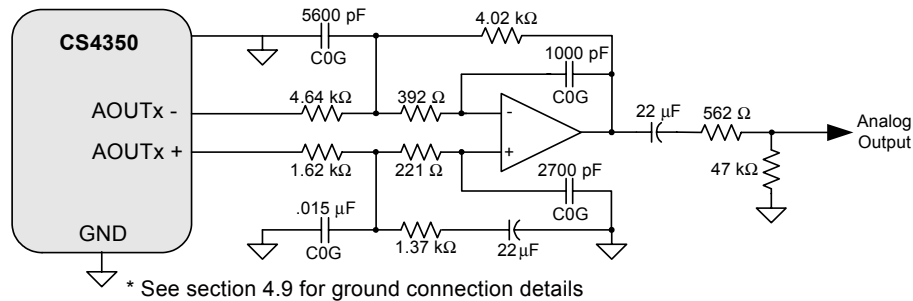 5600 pF
C0G
4.02 kΩ
CS4350
1000 pF
C0G
AOUTx -
4.64 kΩ
392 Ω
-
22 µF
562 Ω
Analog
Output
AOUTx +
1.62 kΩ
221 Ω
+
2700 pF
C0G
47 kΩ
.015 µF
C0G
1.37 kΩ
22µF
GND
* See section 4.9 for ground connection details